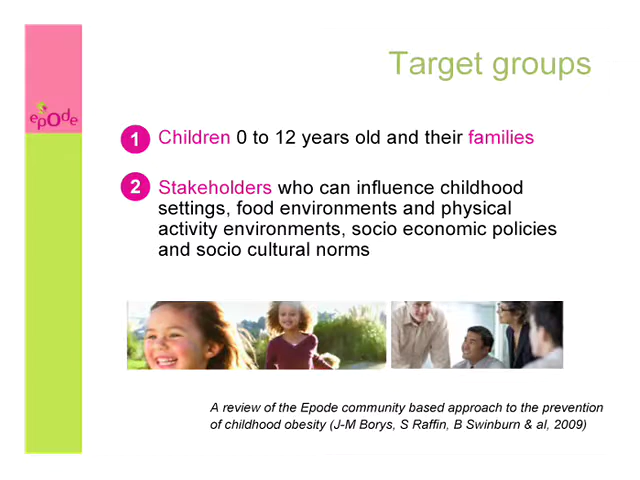 Target groups
epode
1 Children 0 to 12 years old and their families
2 Stakeholders who can influence childhood
settings, food environments and physical
activity environments, socio economic policies
and socio cultural norms
A review of the Epode community based approach to the prevention
of childhood obesity (J-M Borys, S Raffin, B Swinburn & al, 2009)